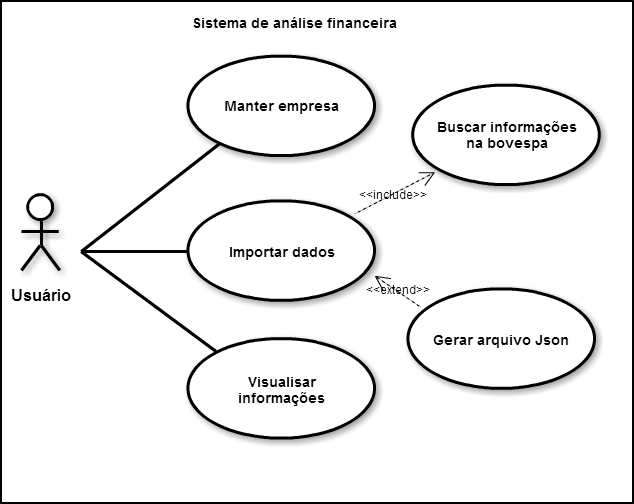 Sistema de análise financeira
Manter empresa
Buscar informações
na bovespa
<<include>>
Importar dados
Usuário
<<extend>>
Gerar arquivo Json
Visualisar
informações